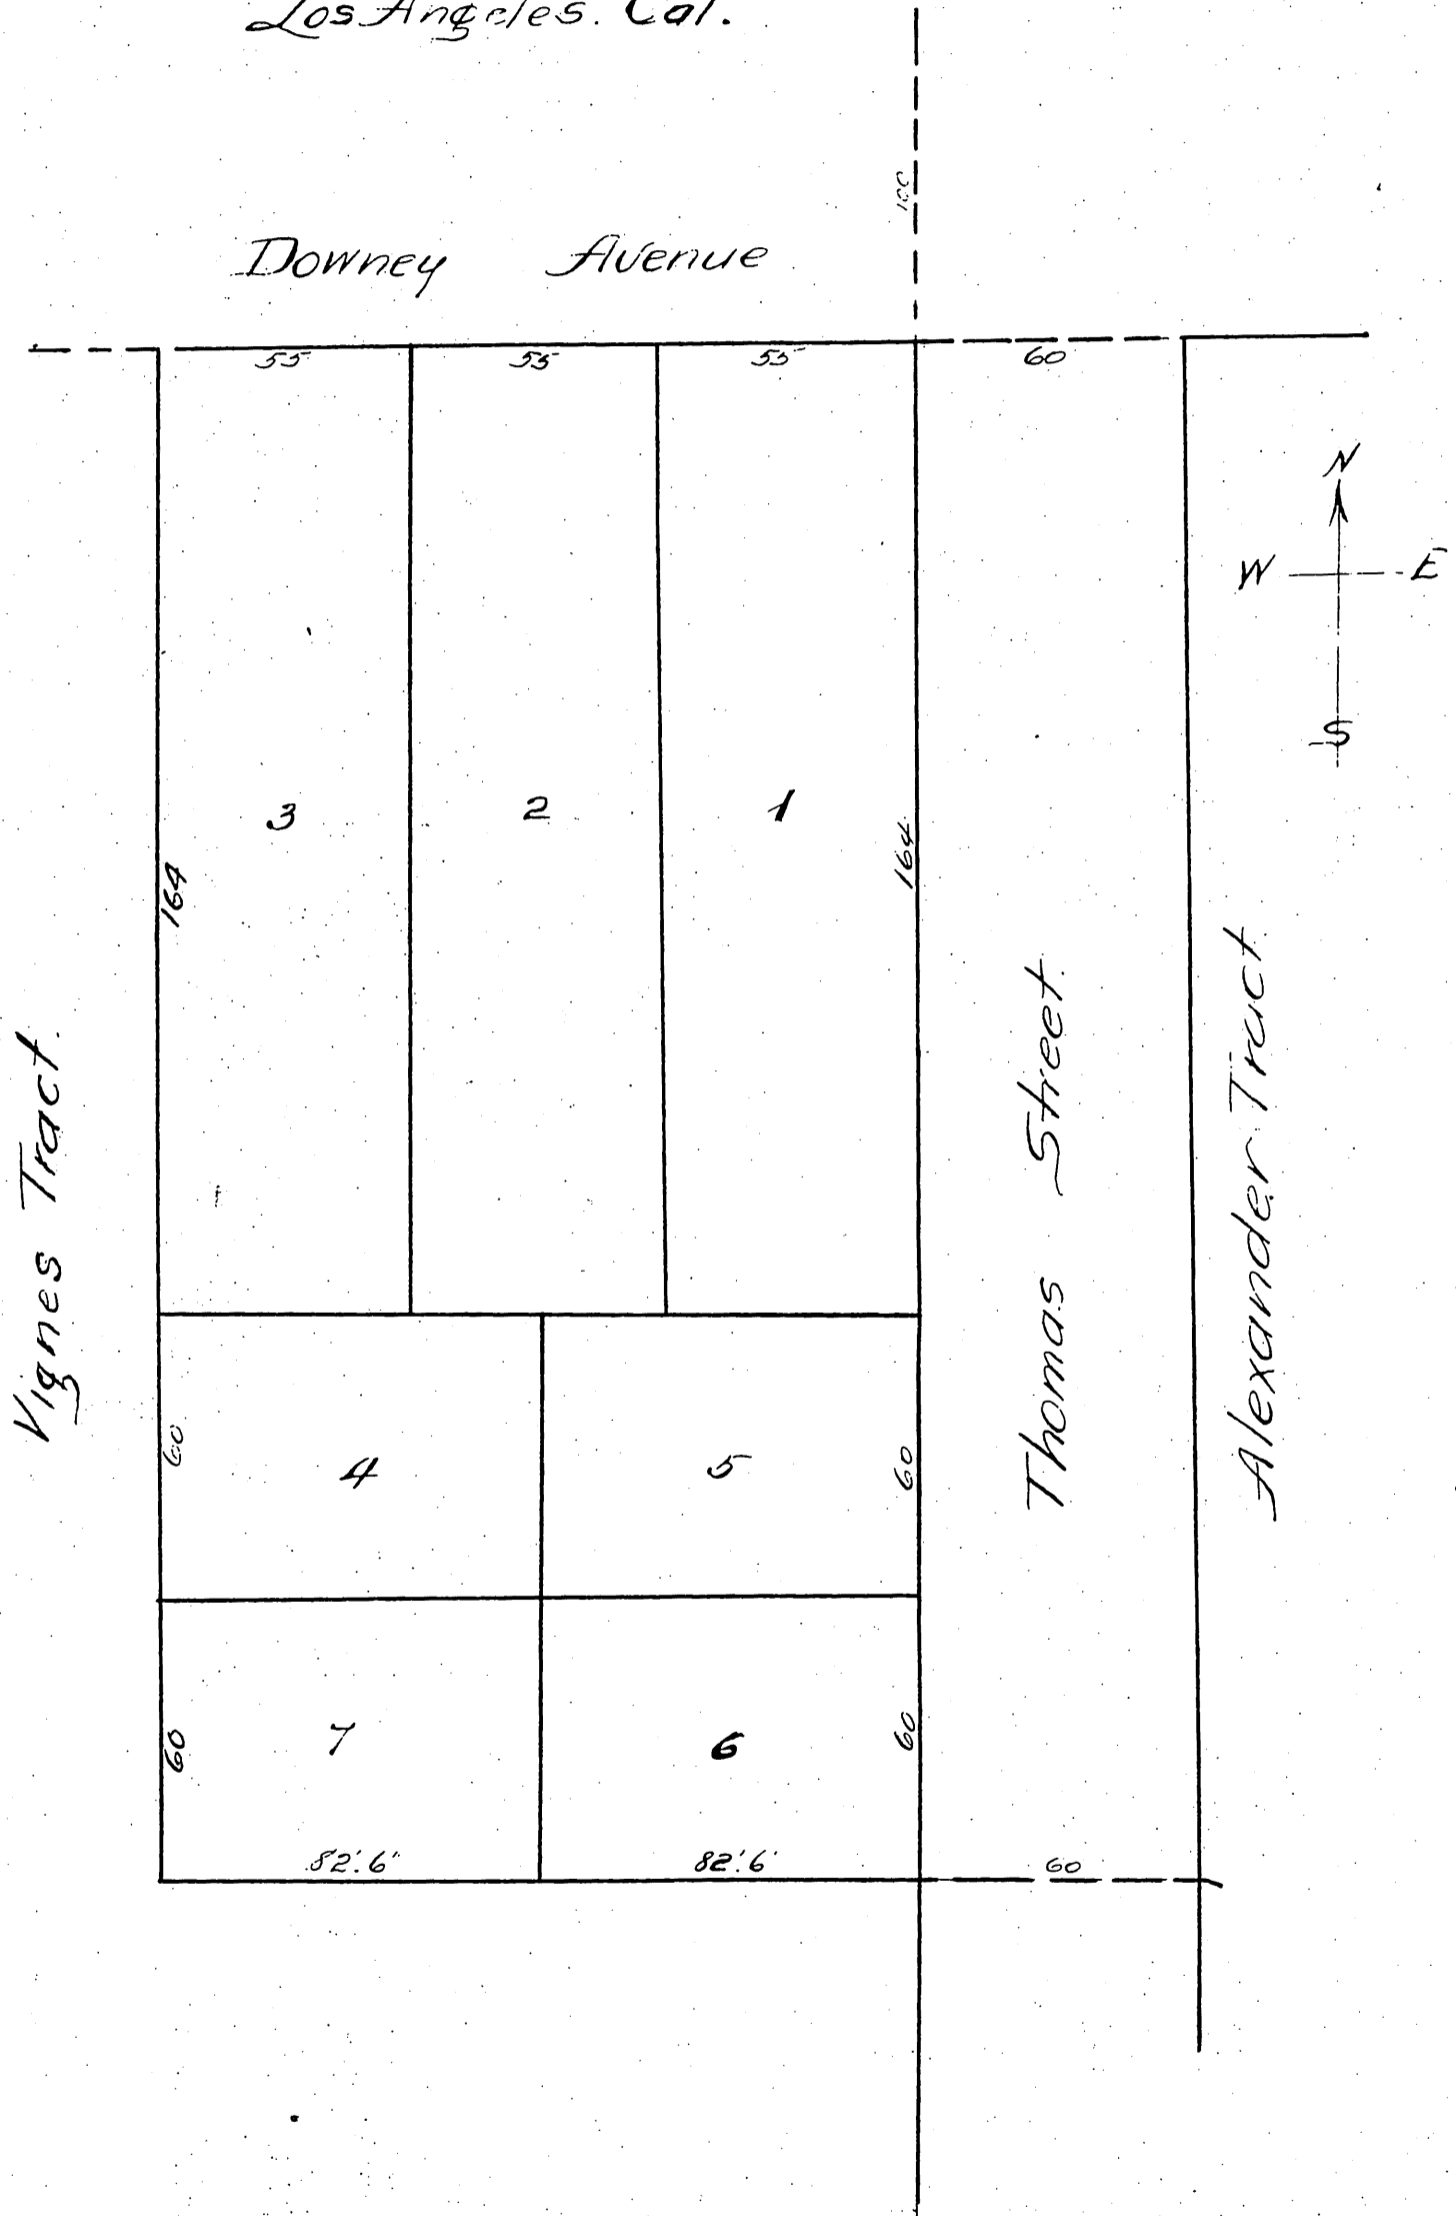 Los Angeles. Cal.
100
Downey Avenue
55 55 55 60
N
W E
S
3 2 1
164 164
Vignes Tract.
Thomas Street.
Alexander Tract.
60 4 5 60
60 7 6 60
82'.6" 82'.6" 60